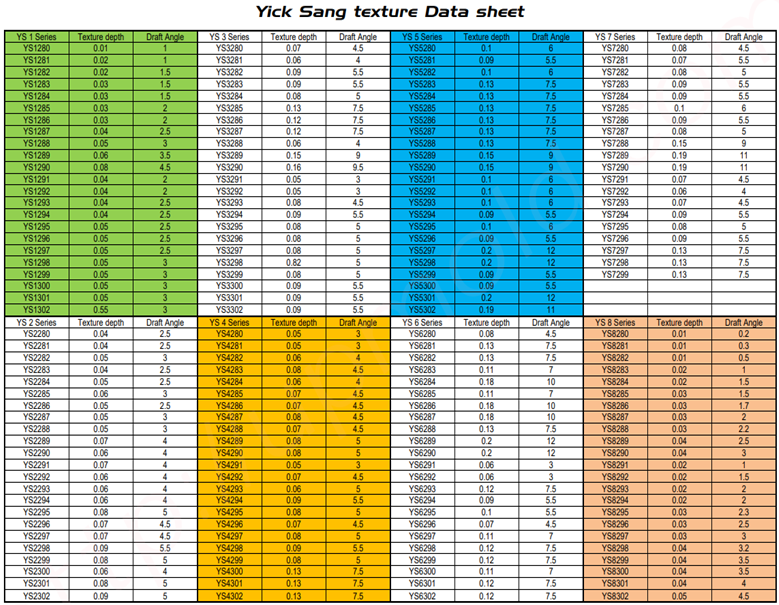 Yick Sang texture Data sheet
YS 1 Series Texture depth Draft Angle YS 3 Series Texture depth Draft Angle YS 5 Series Texture depth Draft Angle YS 7 Series Texture depth Draft Angle
YS1280 0.01 1 YS3280 0.07 4.5 YS5280 0.1 6 YS7280 0.08 4.5
YS1281 0.02 1 YS3281 0.06 4 YS5281 0.09 5.5 YS7281 0.07 5.5
YS1282 0.02 1.5 YS3282 0.09 5.5 YS5282 0.1 6 YS7282 0.08 5
YS1283 0.03 1.5 YS3283 0.09 5.5 YS5283 0.13 7.5 YS7283 0.09 5.5
YS1284 0.03 1.5 YS3284 0.08 5 YS5284 0.13 7.5 YS7284 0.09 5.5
YS1285 0.03 2 YS3285 0.13 7.5 YS5285 0.13 7.5 YS7285 0.1 6
YS1286 0.03 2 YS3286 0.12 7.5 YS5286 0.13 7.5 YS7286 0.09 5.5
YS1287 0.04 2.5 YS3287 0.12 7.5 YS5287 0.13 7.5 YS7287 0.08 5
YS1288 0.05 3 YS3288 0.06 4 YS5288 0.13 7.5 YS7288 0.15 9
YS1289 0.06 3.5 YS3289 0.15 9 YS5289 0.15 9 YS7289 0.19 11
YS1290 0.08 4.5 YS3290 0.16 9.5 YS5290 0.15 9 YS7290 0.19 11
YS1291 0.04 2 YS3291 0.05 3 YS5291 0.1 6 YS7291 0.07 4.5
YS1292 0.04 2 YS3292 0.05 3 YS5292 0.1 6 YS7292 0.06 4
YS1293 0.04 2.5 YS3293 0.08 4.5 YS5293 0.1 6 YS7293 0.07 4.5
YS1294 0.04 2.5 YS3294 0.09 5.5 YS5294 0.09 5.5 YS7294 0.09 5.5
YS1295 0.05 2.5 YS3295 0.08 5 YS5295 0.1 6 YS7295 0.08 5
YS1296 0.05 2.5 YS3296 0.08 5 YS5296 0.09 5.5 YS7296 0.09 5.5
YS1297 0.05 2.5 YS3297 0.08 5 YS5297 0.2 12 YS7297 0.13 7.5
YS1298 0.05 3 YS3298 0.82 5 YS5298 0.2 12 YS7298 0.13 7.5
YS1299 0.05 3 YS3299 0.08 5 YS5299 0.09 5.5 YS7299 0.13 7.5
YS1300 0.05 3 YS3300 0.09 5.5 YS5300 0.09 5.5
YS1301 0.05 3 YS3301 0.09 5.5 YS5301 0.2 12
YS1302 0.55 3 YS3302 0.09 5.5 YS5302 0.19 11
YS 2 Series Texture depth Draft Angle YS 4 Series Texture depth Draft Angle YS 6 Series Texture depth Draft Angle YS 8 Series Texture depth Draft Angle
YS2280 0.04 2.5 YS4280 0.05 3 YS6280 0.08 4.5 YS8280 0.01 0.2
YS2281 0.04 2.5 YS4281 0.05 3 YS6281 0.13 7.5 YS8281 0.01 0.3
YS2282 0.05 3 YS4282 0.06 4 YS6282 0.13 7.5 YS8282 0.01 0.5
YS2283 0.04 2.5 YS4283 0.08 4.5 YS6283 0.11 7 YS8283 0.02 1
YS2284 0.05 2.5 YS4284 0.06 4 YS6284 0.18 10 YS8284 0.02 1.5
YS2285 0.06 3 YS4285 0.07 4.5 YS6285 0.11 7 YS8285 0.03 1.5
YS2286 0.05 2.5 YS4286 0.07 4.5 YS6286 0.18 10 YS8286 0.03 1.7
YS2287 0.05 3 YS4287 0.08 4.5 YS6287 0.18 10 YS8287 0.03 2
YS2288 0.05 3 YS4288 0.07 4.5 YS6288 0.13 7.5 YS8288 0.03 2.2
YS2289 0.07 4 YS4289 0.08 5 YS6289 0.2 12 YS8289 0.04 2.5
YS2290 0.06 4 YS4290 0.08 5 YS6290 0.2 12 YS8290 0.04 3
YS2291 0.07 4 YS4291 0.05 3 YS6291 0.06 3 YS8291 0.02 1
YS2292 0.06 4 YS4292 0.07 4.5 YS6292 0.06 3 YS8292 0.02 1.5
YS2293 0.06 4 YS4293 0.06 5 YS6293 0.12 7.5 YS8293 0.02 2
YS2294 0.06 4 YS4294 0.09 5.5 YS6294 0.09 5.5 YS8294 0.02 2
YS2295 0.08 5 YS4295 0.08 5 YS6295 0.1 5.5 YS8295 0.03 2.3
YS2296 0.07 4.5 YS4296 0.07 4.5 YS6296 0.07 4.5 YS8296 0.03 2.5
YS2297 0.07 4.5 YS4297 0.08 5 YS6297 0.11 7 YS8297 0.03 3
YS2298 0.09 5.5 YS4298 0.09 5.5 YS6298 0.12 7.5 YS8298 0.04 3.2
YS2299 0.08 5 YS4299 0.08 5 YS6299 0.12 7.5 YS8299 0.04 3.5
YS2300 0.06 4 YS4300 0.13 7.5 YS6300 0.11 7 YS8300 0.04 3.5
YS2301 0.08 5 YS4301 0.13 7.5 YS6301 0.12 7.5 YS8301 0.04 4
YS2302 0.09 5 YS4302 0.13 7.5 YS6302 0.12 7.5 YS8302 0.05 4.5